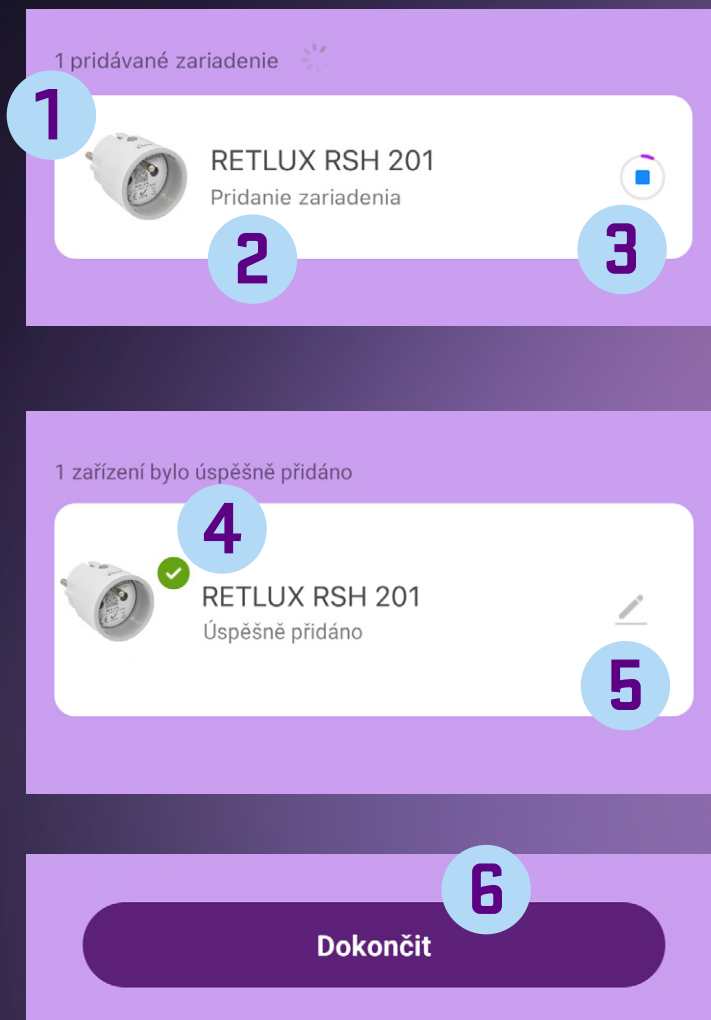 1 pridávané zariadenie
1
RETLUX RSH 201
Pridanie zariadenia
2
3
1 zařízení bylo úspěšně přidáno
4
RETLUX RSH 201
Úspěšně přidáno
5
6
Dokončit